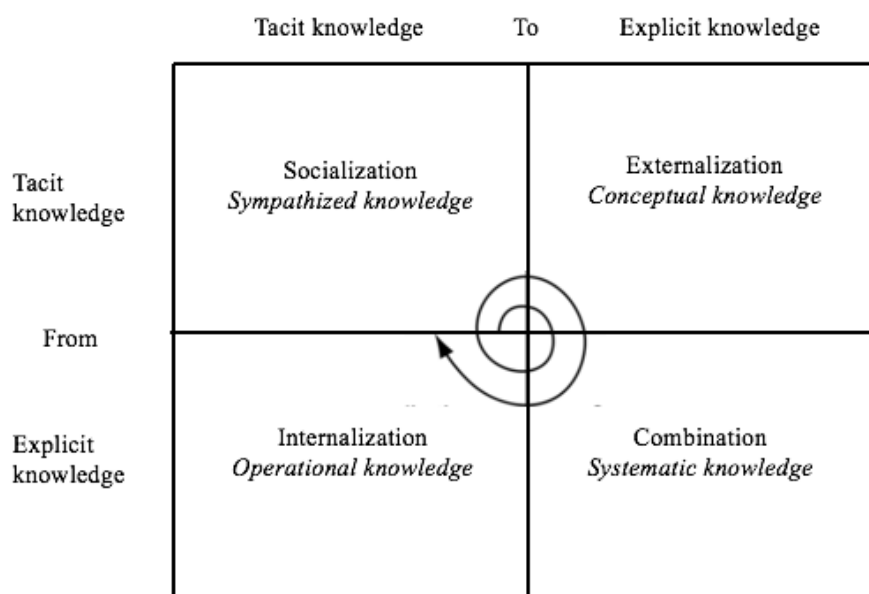 Tacit knowledge To Explicit knowledge
Socialization
Sympathized knowledge
Externalization
Conceptual knowledge
Tacit
knowledge
From
Internalization
Operational knowledge
Combination
Systematic knowledge
Explicit
knowledge